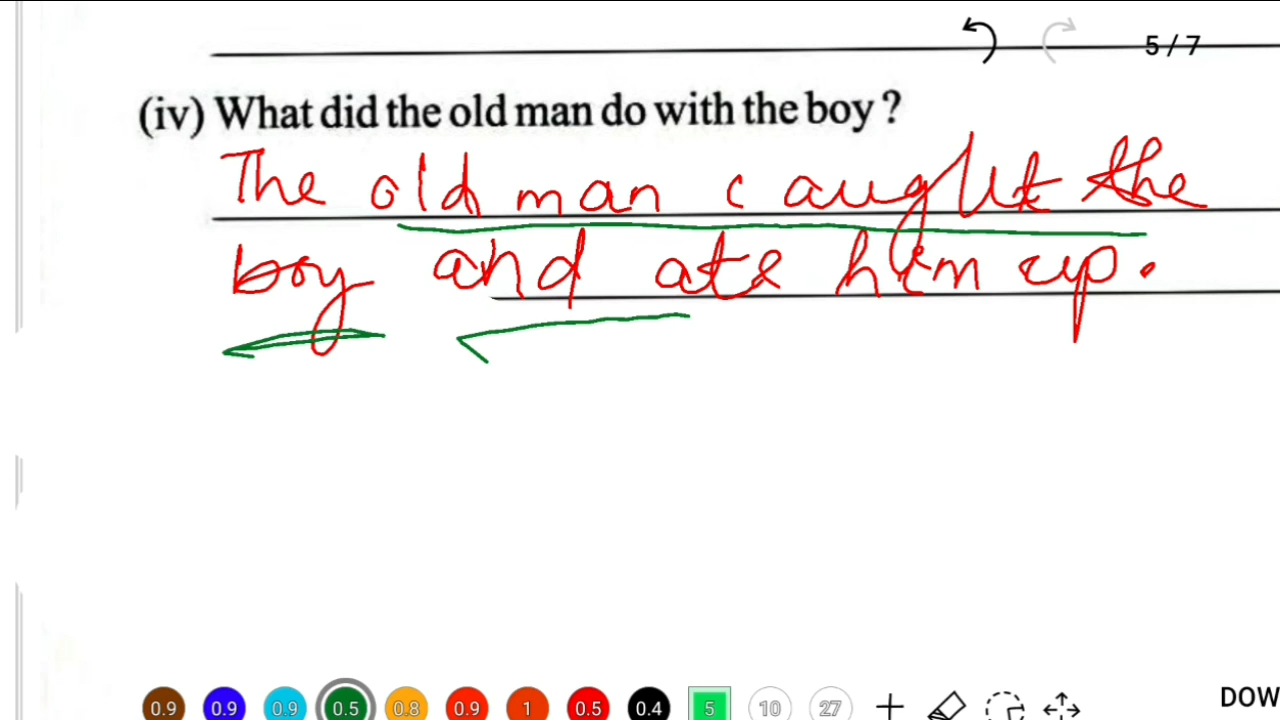 5/7
(iv) What did the old man do with the boy ?
The old man caught the
boy and ate him up.
0.9 0.9 0.9 0.5 0.8 0.9 1 0.5 0.4 5 10 27
DOW